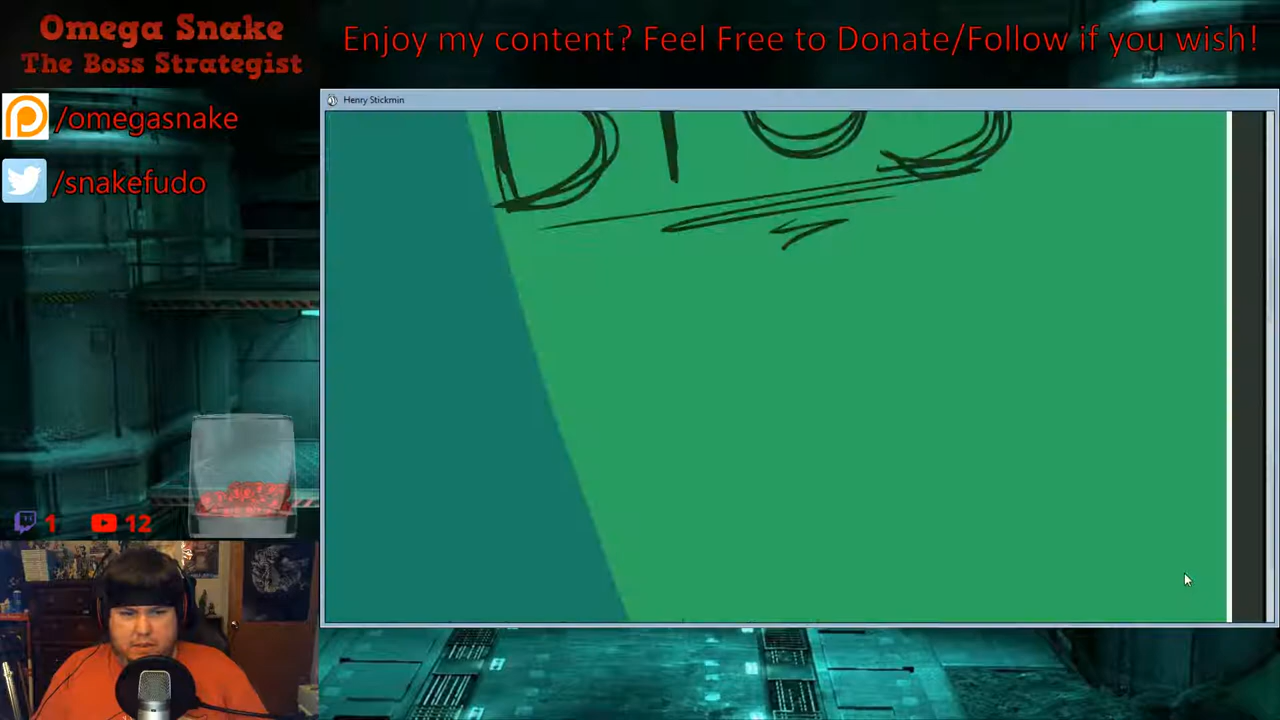 Omega Snake
The Boss Strategist
Enjoy my content? Feel Free to Donate/Follow if you wish!
/omegasnake
/snakefudo
Henry Stickmin
Bros
1
12